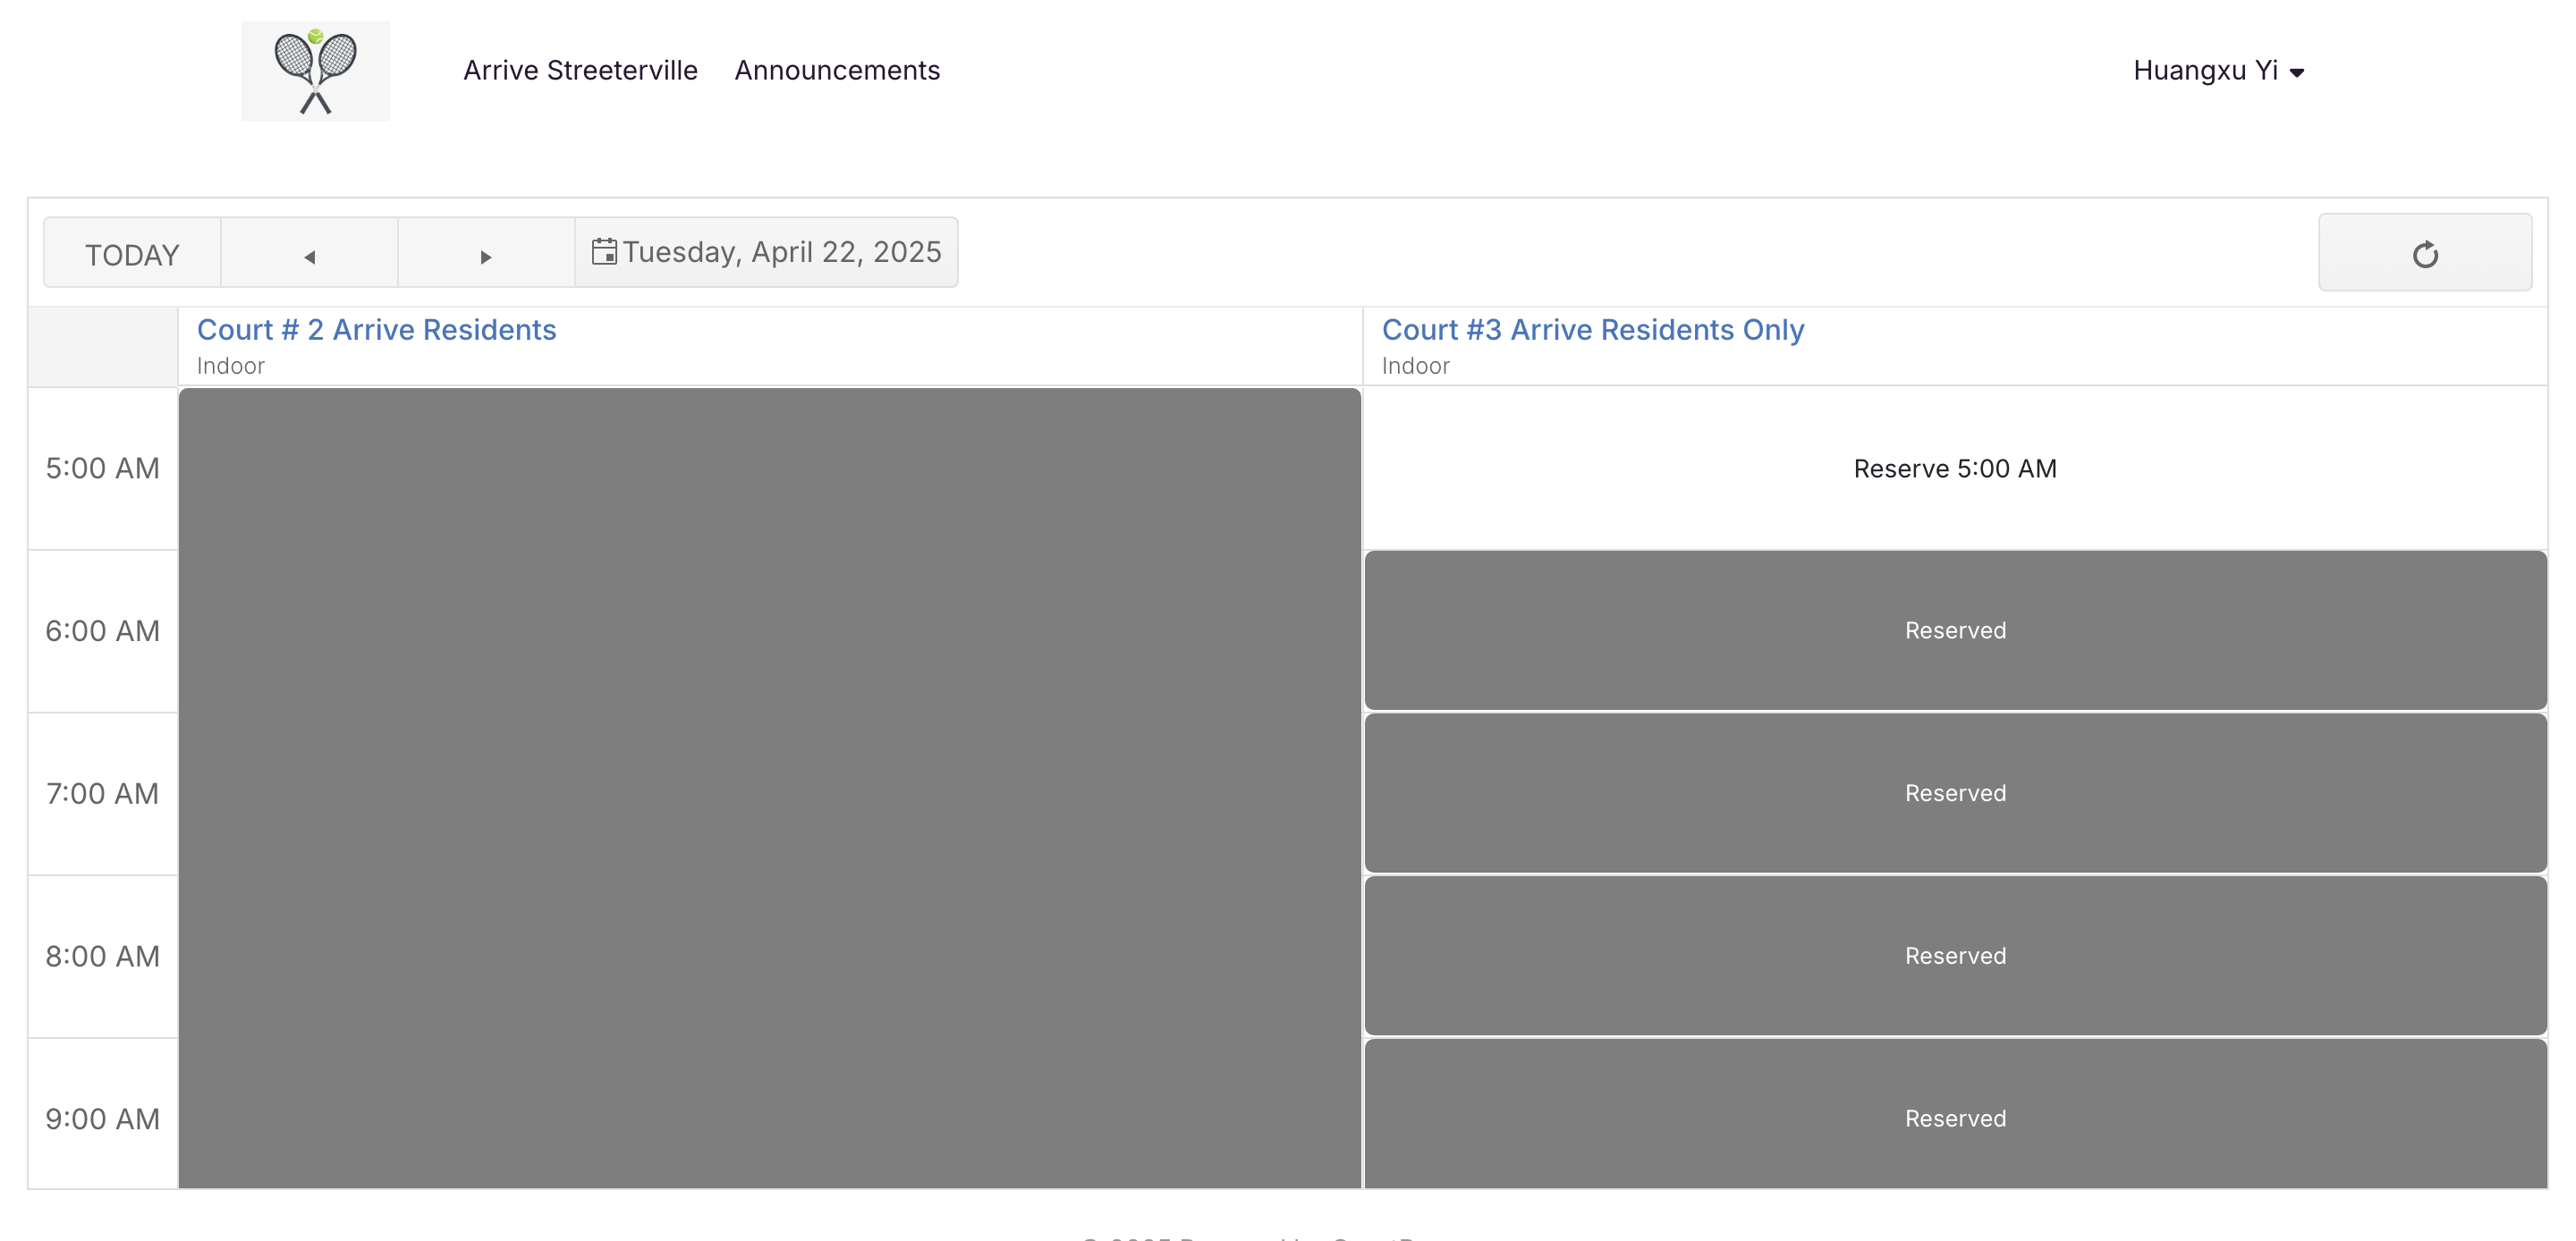 Arrive Streeterville Announcements Huangxu Yi
TODAY Tuesday, April 22, 2025
Court # 2 Arrive Residents Court #3 Arrive Residents Only
Indoor Indoor
5:00 AM Reserve 5:00 AM
6:00 AM Reserved
7:00 AM Reserved
8:00 AM Reserved
9:00 AM Reserved